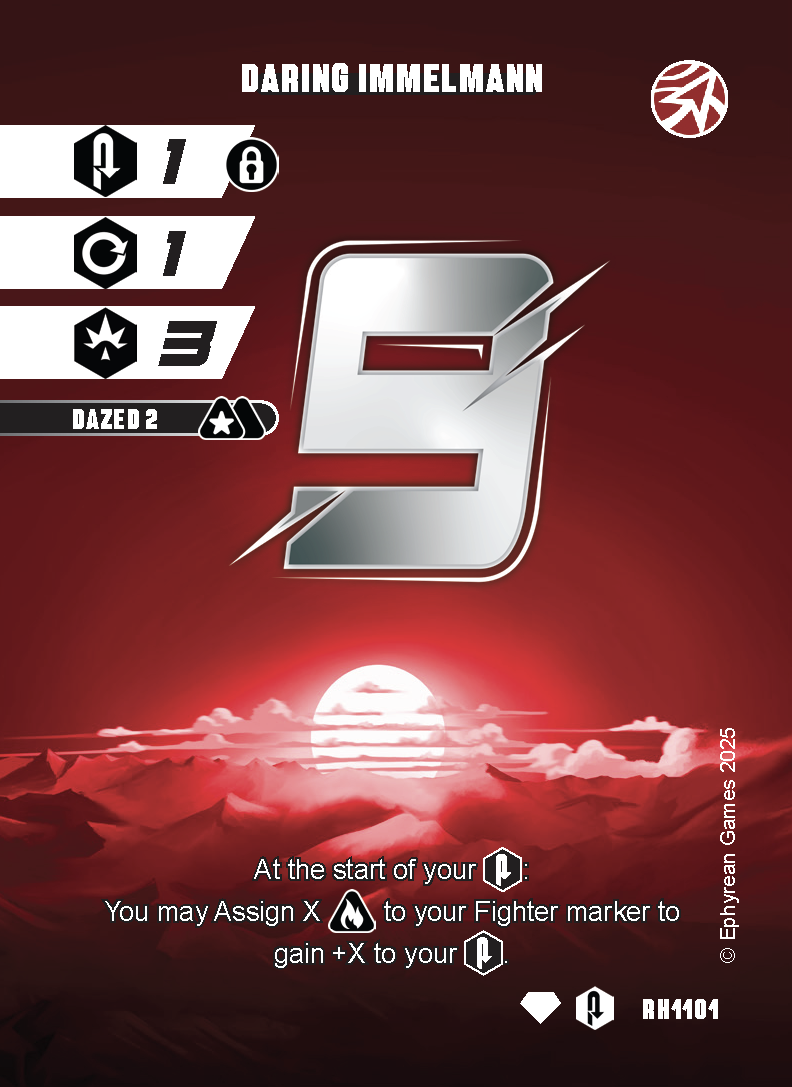 DARING IMMELMANN
1
1
3
DAZED 2
9
At the start of your :
You may Assign X to your Fighter marker to
gain +X to your .
RH1101
© Ephyrean Games 2025